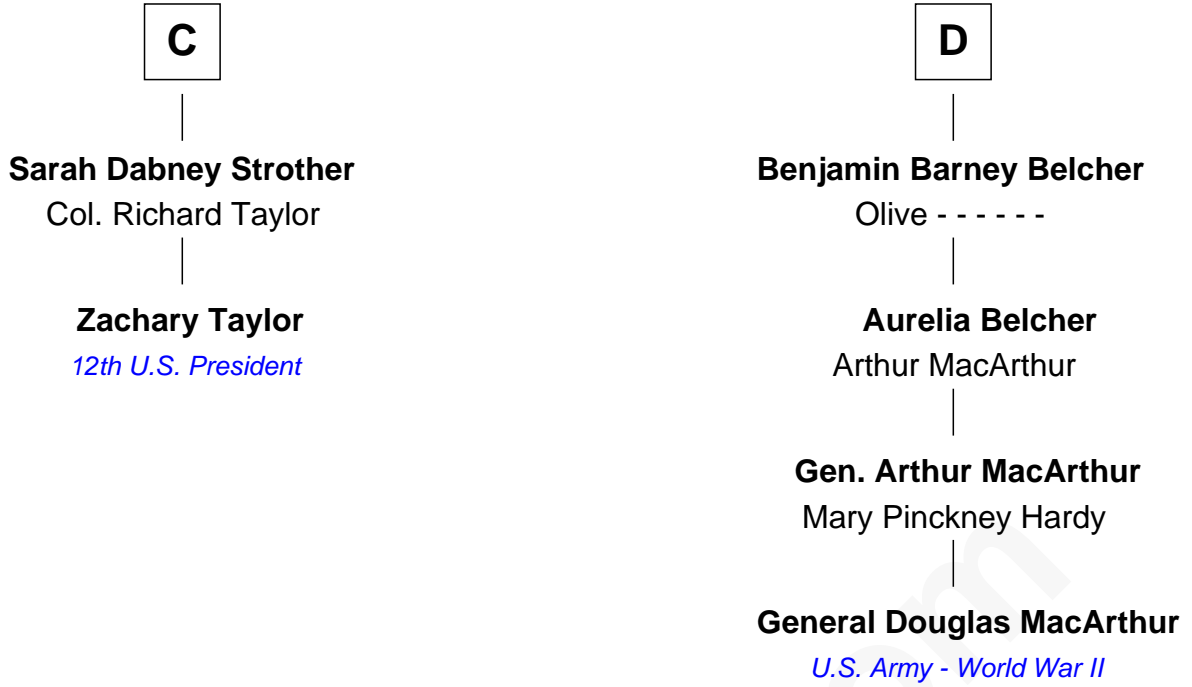 C
Sarah Dabney Strother
Col. Richard Taylor
Zachary Taylor
12th U.S. President
D
Benjamin Barney Belcher
Olive - - - - - -
Aurelia Belcher
Arthur MacArthur
Gen. Arthur MacArthur
Mary Pinckney Hardy
General Douglas MacArthur
U.S. Army - World War II